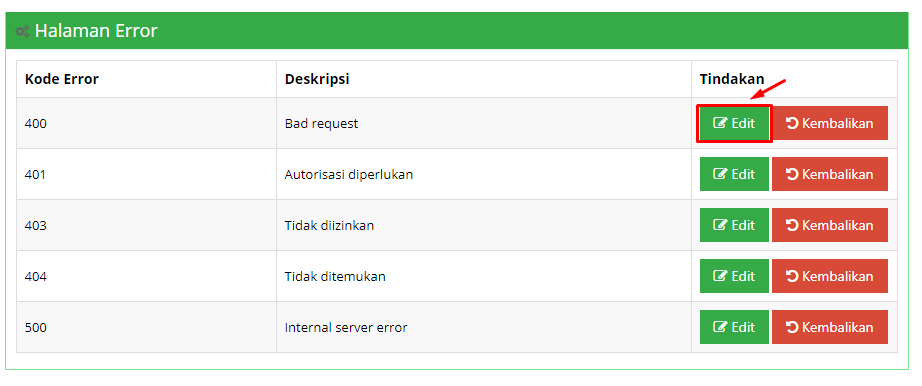 Halaman Error
Kode Error Deskripsi Tindakan
400 Bad request Edit Kembalikan
401 Autorisasi diperlukan Edit Kembalikan
403 Tidak diizinkan Edit Kembalikan
404 Tidak ditemukan Edit Kembalikan
500 Internal server error Edit Kembalikan